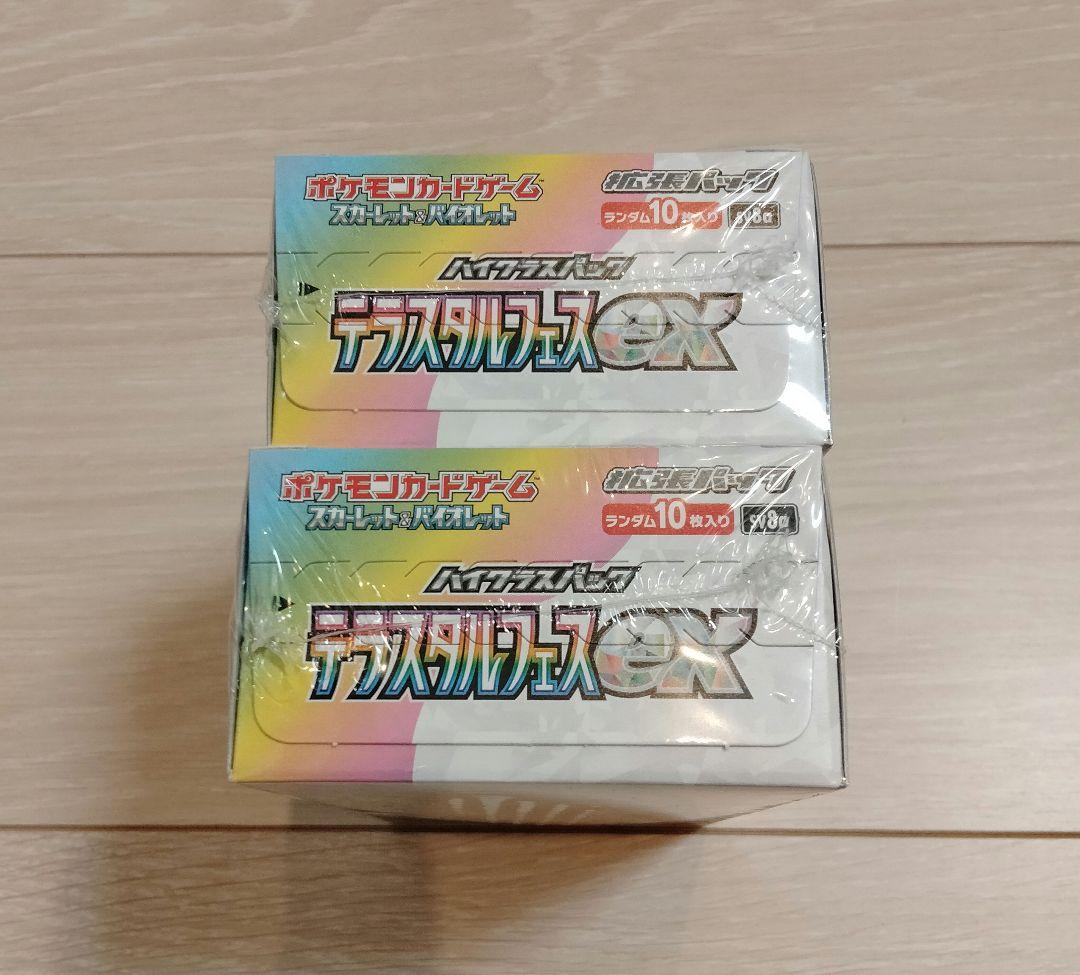 ポケモンカードゲーム™
スカーレット&バイオレット
拡張パック
ランダム10枚入り sv8a
ハイクラスパック
テラスタルフェスex
ポケモンカードゲーム™
スカーレット&バイオレット
拡張パック
ランダム10枚入り sv8a
ハイクラスパック
テラスタルフェスex